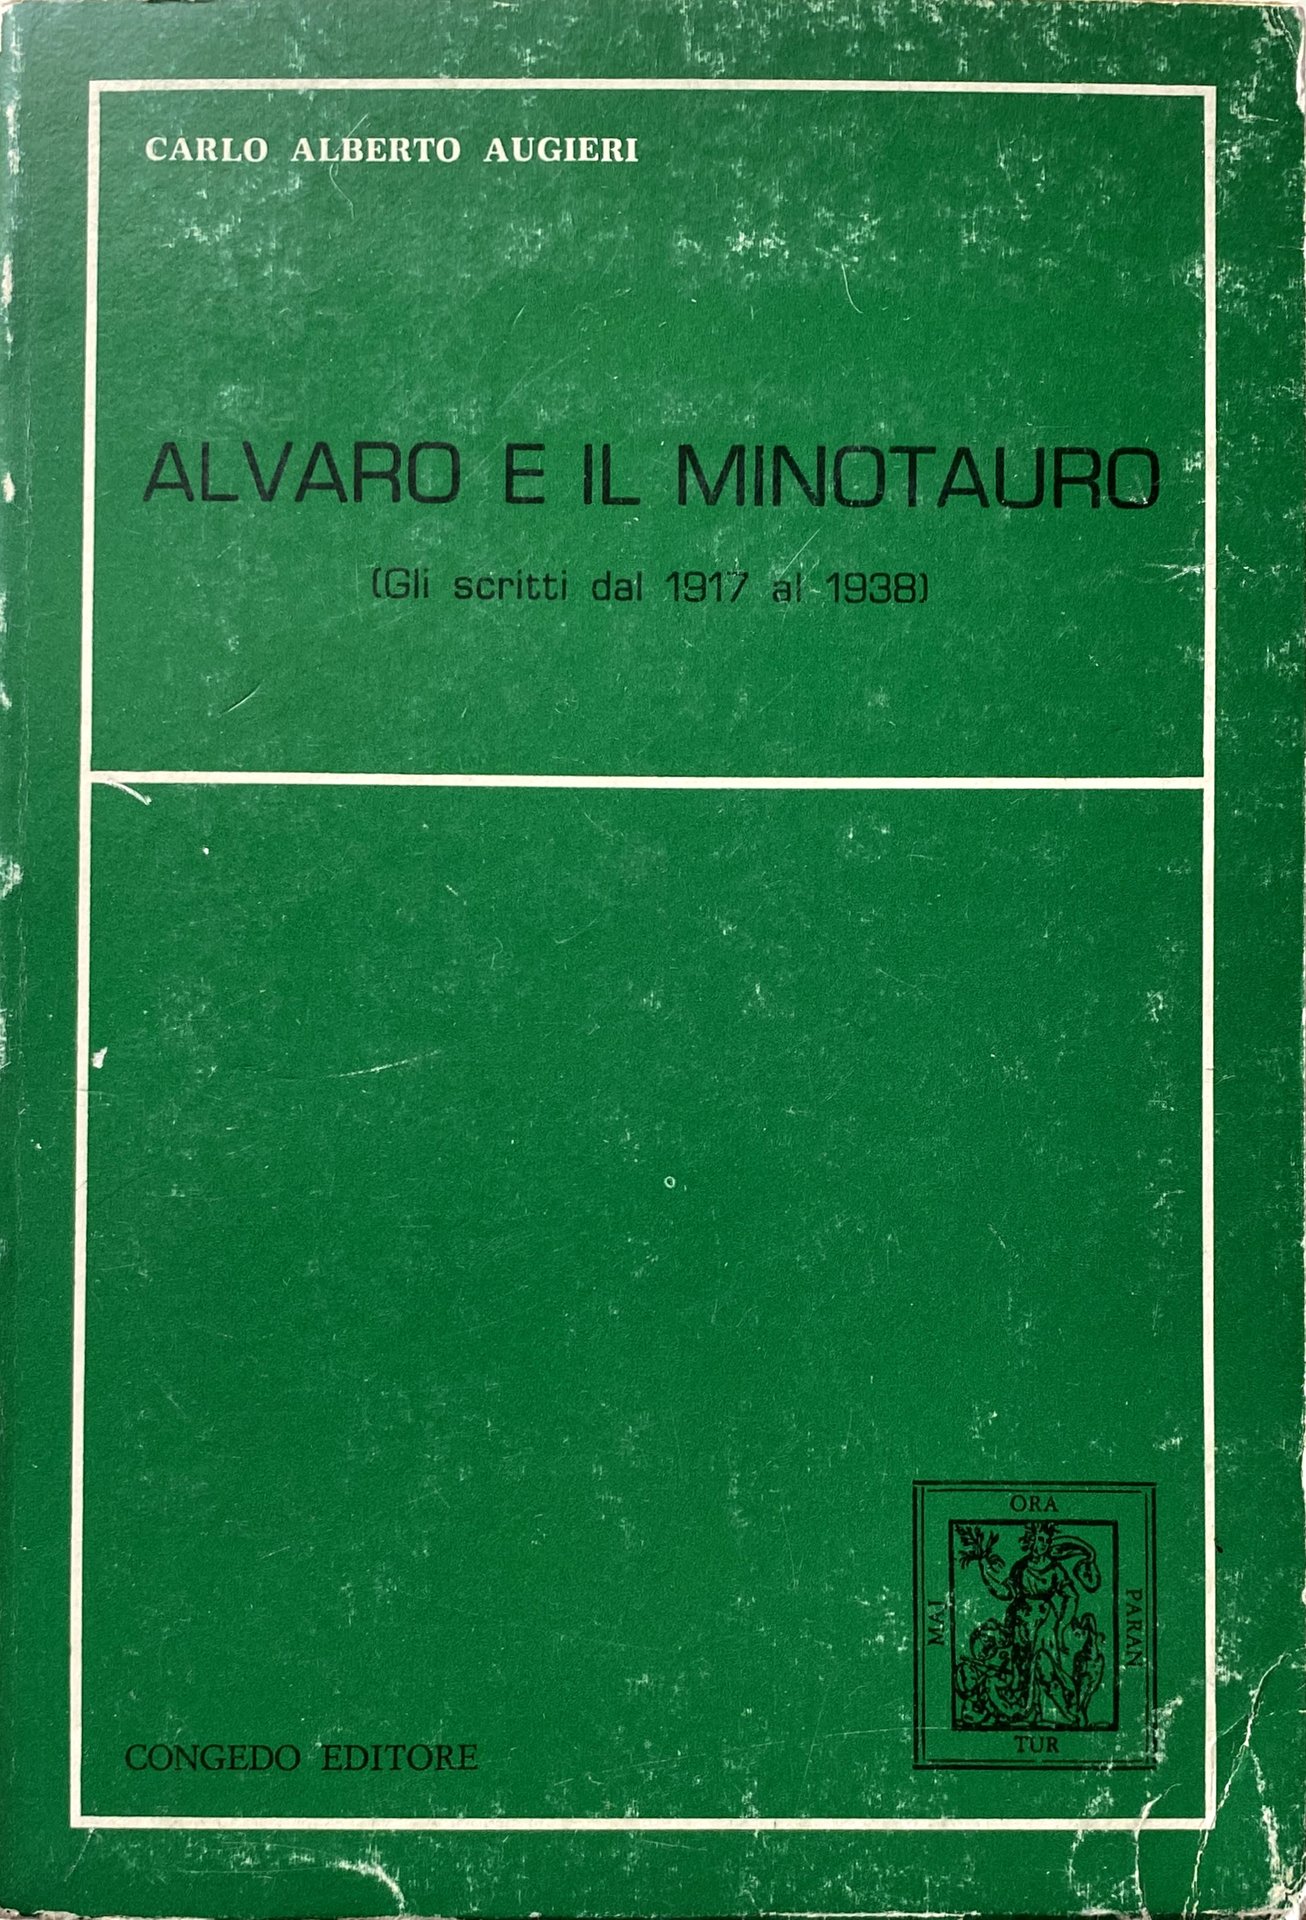 CARLO ALBERTO AUGIERI
ALVARO E IL MINOTAURO
(Gli scritti dal 1917 al 1938)
ORA
MAI
PARAN
TUR
CONGEDO EDITORE